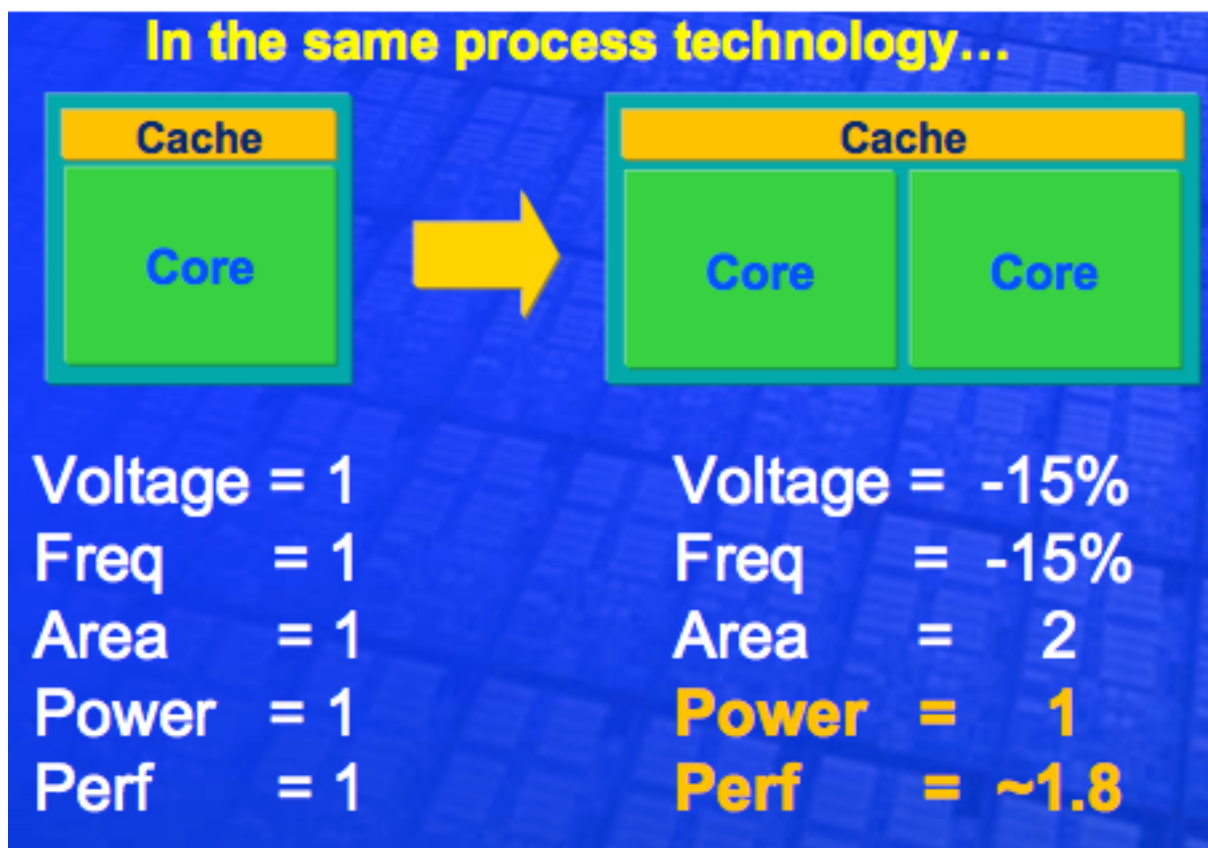 In the same process technology...
Cache
Core
Cache
Core Core
Voltage = 1
Freq = 1
Area = 1
Power = 1
Perf = 1
Voltage = -15%
Freq = -15%
Area = 2
Power = 1
Perf = ~1.8